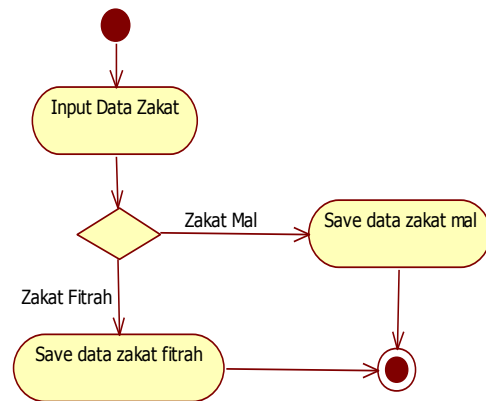 Input Data Zakat
Zakat Mal
Save data zakat mal
Zakat Fitrah
Save data zakat fitrah